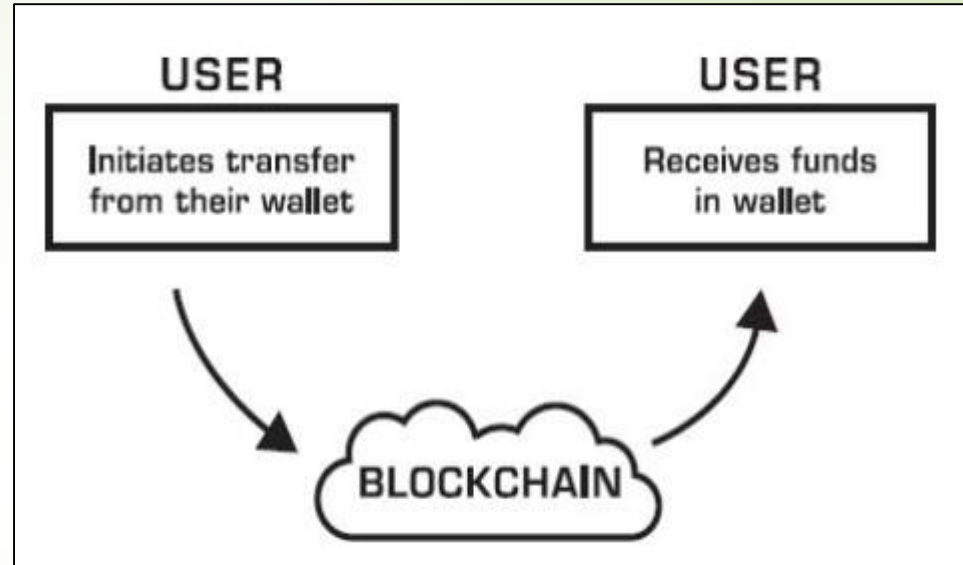 USER
Initiates transfer
from their wallet
USER
Receives funds
in wallet
BLOCKCHAIN